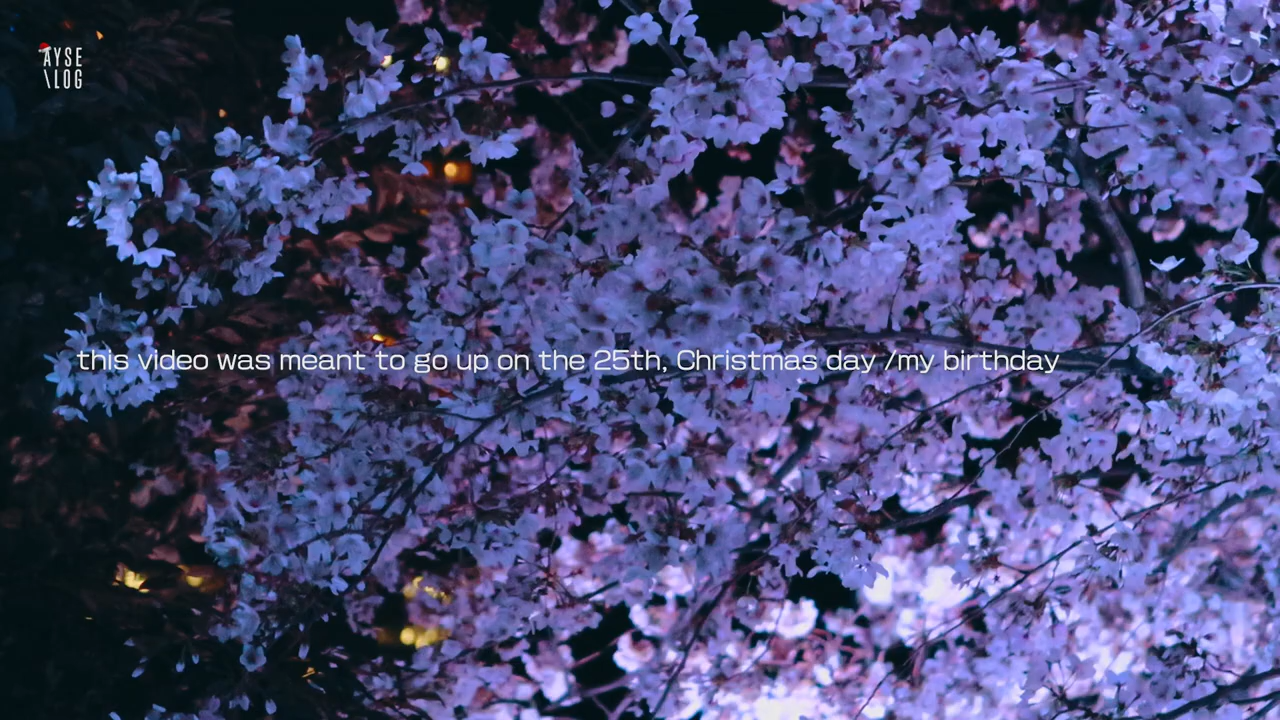 AYSE
\LOG
this video was meant to go up on the 25th, Christmas day /my birthday